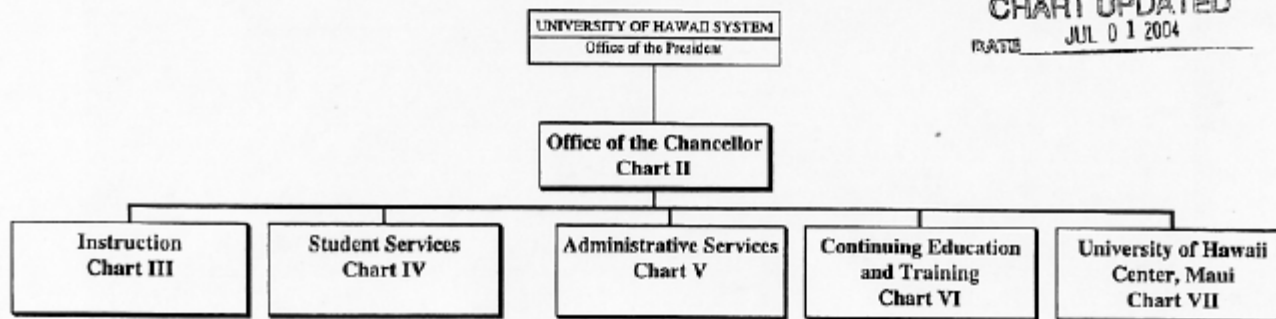 CHART UPDATED
DATE JUL 0 1 2004
UNIVERSITY OF HAWAII SYSTEM
Office of the President
Office of the Chancellor
Chart II
Instruction
Chart III
Student Services
Chart IV
Administrative Services
Chart V
Continuing Education
and Training
Chart VI
University of Hawaii
Center, Maui
Chart VII